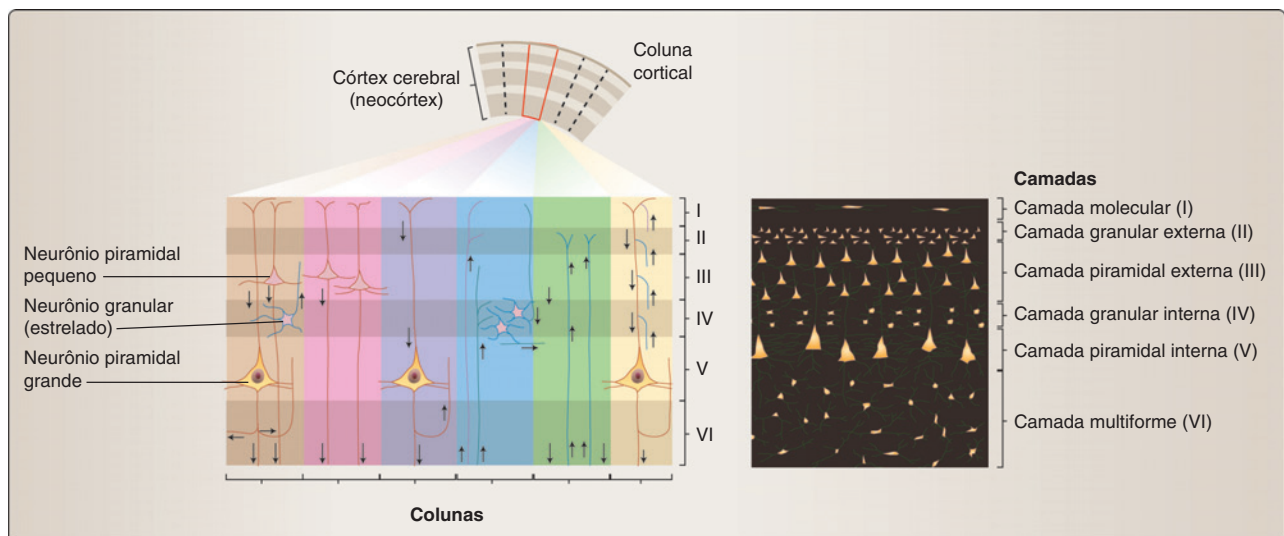 Córtex cerebral
(neocórtex)
Coluna
cortical
Neurônio piramidal
pequeno
Neurônio granular
(estrelado)
Neurônio piramidal
grande
I
II
III
IV
V
VI
Colunas
Camadas
Camada molecular (I)
Camada granular externa (II)
Camada piramidal externa (III)
Camada granular interna (IV)
Camada piramidal interna (V)
Camada multiforme (VI)